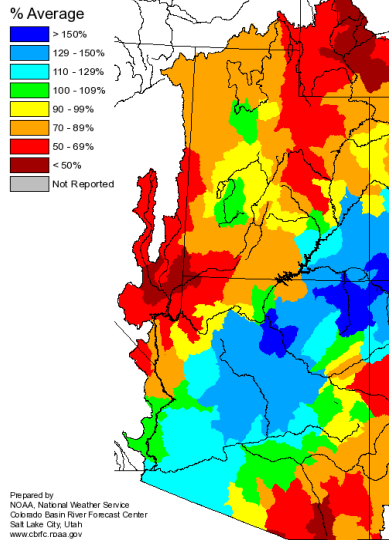 % Average
> 150%
129 - 150%
110 - 129%
100 - 109%
90 - 99%
70 - 89%
50 - 69%
< 50%
Not Reported
Prepared by
NOAA, National Weather Service
Colorado Basin River Forecast Center
Salt Lake City, Utah
www.cbrfc.noaa.gov